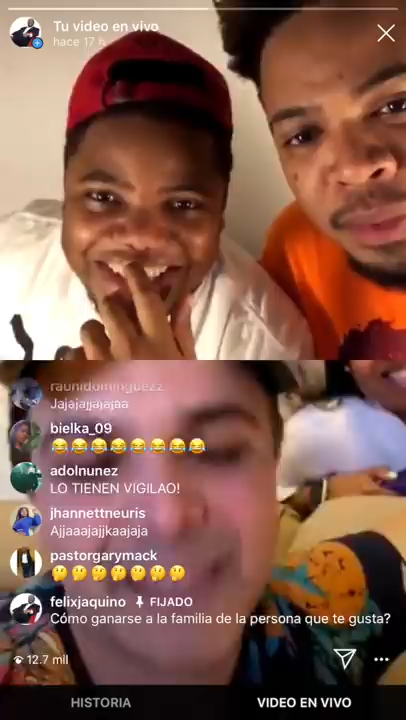 Tu video en vivo
hace 17 h
raunidominguezz
Jajajajjajajaa
bielka_09
😂😂😂😂😂😂😂😂
adolnunez
LO TIENEN VIGILAO!
jhannettneuris
Ajjaaajajjkaajaja
pastorgarymack
🤔🤔🤔🤔🤔🤔🤔
felixjaquino FIJADO
Cómo ganarse a la familia de la persona que te gusta?
12.7 mil
HISTORIA
VIDEO EN VIVO